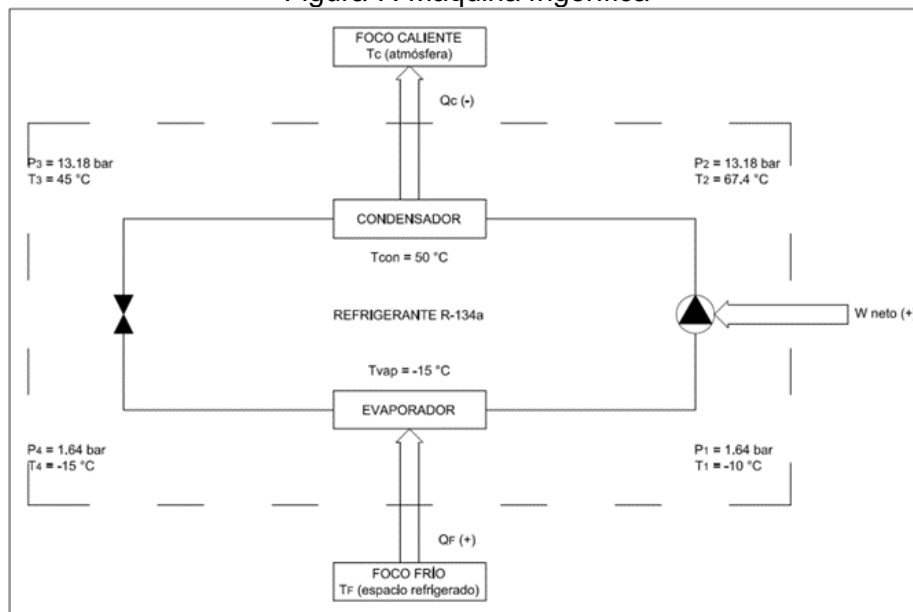 Figura 7. Máquina frigorífica
FOCO CALIENTE
Tc (atmósfera)
Qc (-)
P3 = 13.18 bar
T3 = 45 °C
P2 = 13.18 bar
T2 = 67.4 °C
CONDENSADOR
Tcon = 50 °C
REFRIGERANTE R-134a
W neto (+)
Tvap = -15 °C
EVAPORADOR
P4 = 1.64 bar
T4 = -15 °C
P1 = 1.64 bar
T1 = -10 °C
QF (+)
FOCO FRÍO
TF (espacio refrigerado)